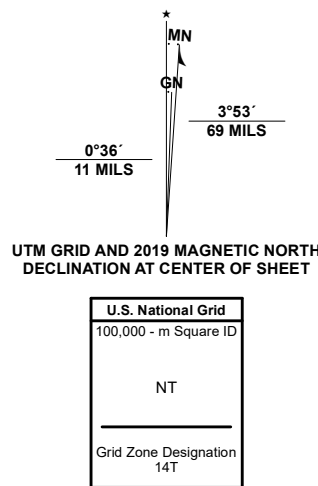 ★
MN
GN
3°53´
69 MILS
0°36´
11 MILS
UTM GRID AND 2019 MAGNETIC NORTH
DECLINATION AT CENTER OF SHEET
U.S. National Grid
100,000 - m Square ID
NT
Grid Zone Designation
14T